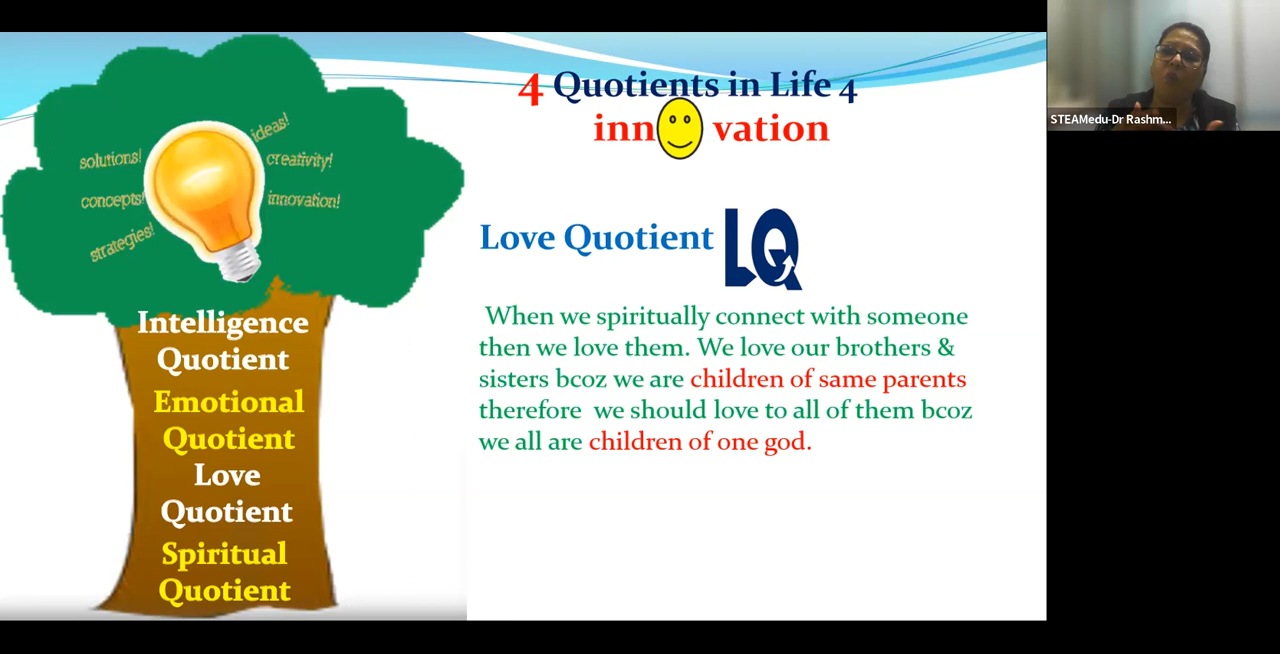 4 Quotients in Life 4
inn vation
solutions!
ideas!
concepts!
creativity!
strategies!
innovation!
Intelligence
Quotient
Emotional
Quotient
Love
Quotient
Spiritual
Quotient
Love Quotient LQ
When we spiritually connect with someone
then we love them. We love our brothers &
sisters bcoz we are children of same parents
therefore we should love to all of them bcoz
we all are children of one god.
STEAMedu-Dr Rashm...